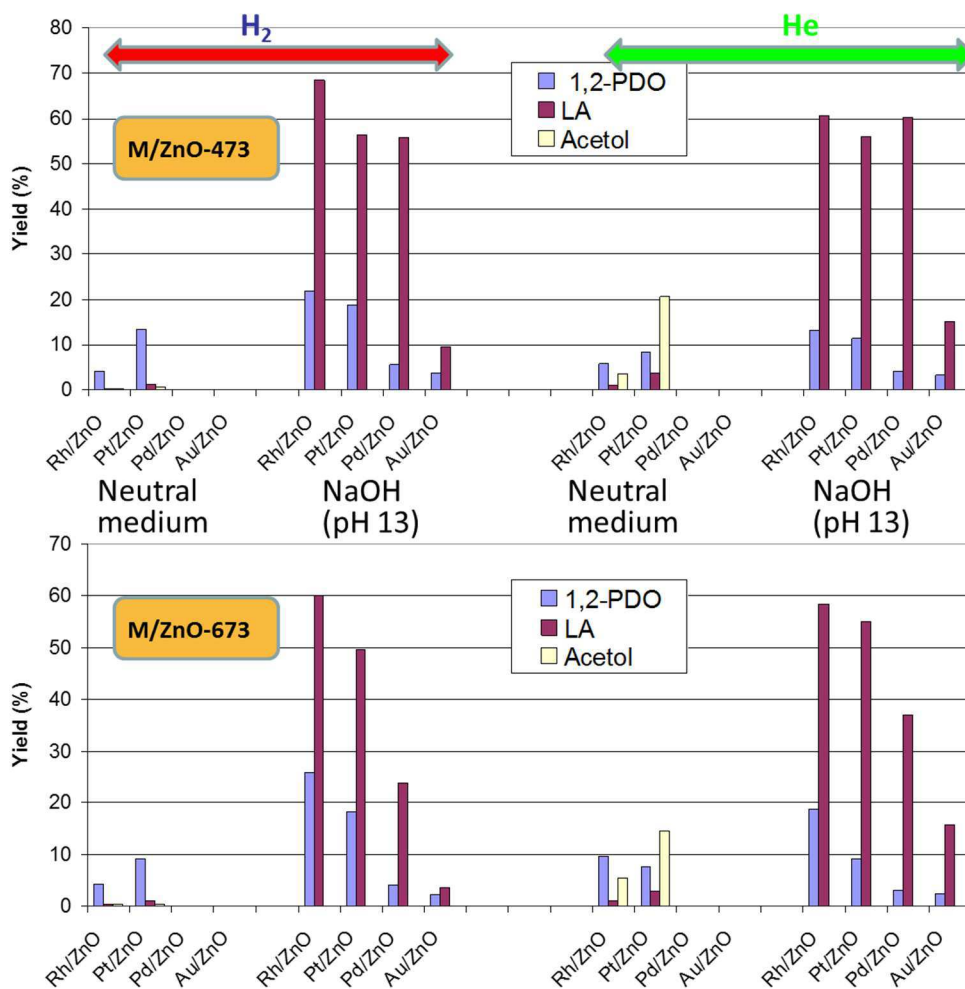 H₂
He
80
70
60
50
40
30
20
10
0
Yield (%)
M/ZnO-473
1,2-PDO
LA
Acetol
Rh/ZnO
Pt/ZnO
Pd/ZnO
Au/ZnO
Rh/ZnO
Pt/ZnO
Pd/ZnO
Au/ZnO
Rh/ZnO
Pt/ZnO
Pd/ZnO
Au/ZnO
Rh/ZnO
Pt/ZnO
Pd/ZnO
Au/ZnO
Neutral
medium
NaOH
(pH 13)
Neutral
medium
NaOH
(pH 13)
70
60
50
40
30
20
10
0
Yield (%)
M/ZnO-673
1,2-PDO
LA
Acetol
Rh/ZnO
Pt/ZnO
Pd/ZnO
Au/ZnO
Rh/ZnO
Pt/ZnO
Pd/ZnO
Au/ZnO
Rh/ZnO
Pt/ZnO
Pd/ZnO
Au/ZnO
Rh/ZnO
Pt/ZnO
Pd/ZnO
Au/ZnO